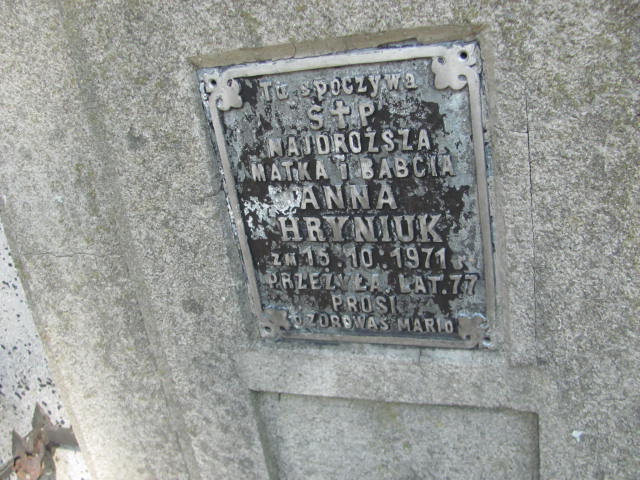 Tu spoczywa
Ś✝P
NAJDROŻSZA
MATKA I BABCIA
ANNA
HRYNIUK
zm 15.10.1971 r
PRZEŻYŁA LAT.77
PROSI
O ZDROWAŚ MARIO